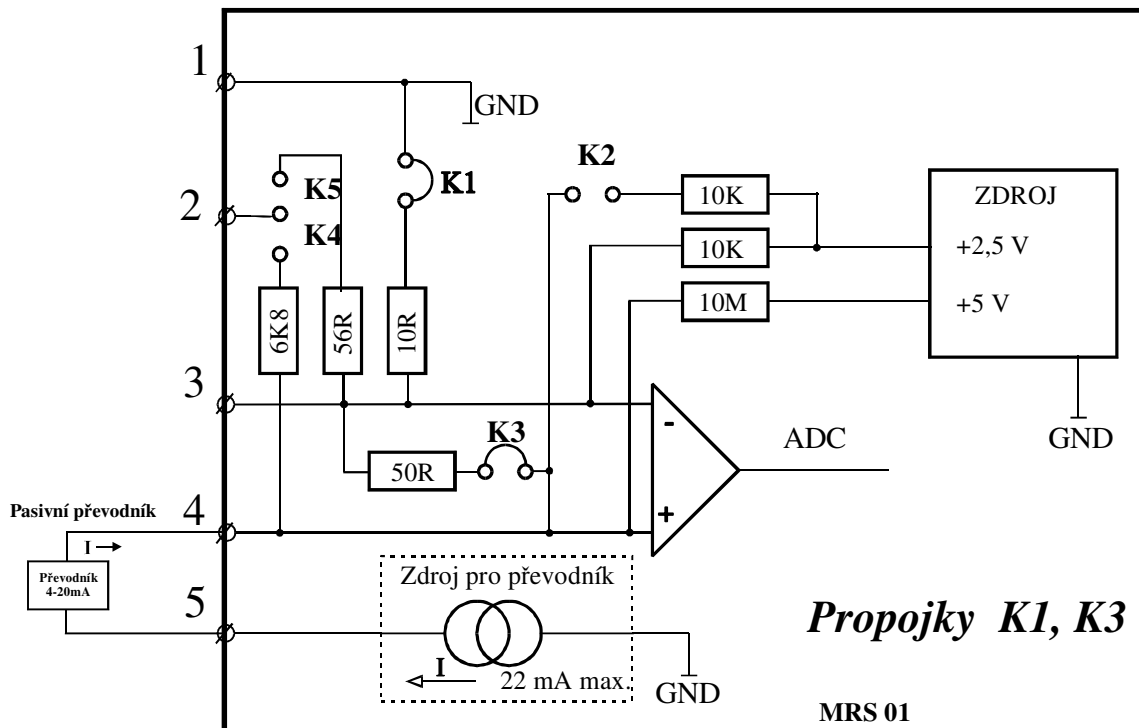 1
GND
K2
K5
K1
2
K4
10K
ZDROJ
10K
+2,5 V
10M
+5 V
6K8
56R
10R
3
-
K3
ADC
GND
50R
Pasivní převodník
4
+
I
Převodník
4-20mA
Zdroj pro převodník
5
Propojky K1, K3
I
22 mA max.
GND
MRS 01